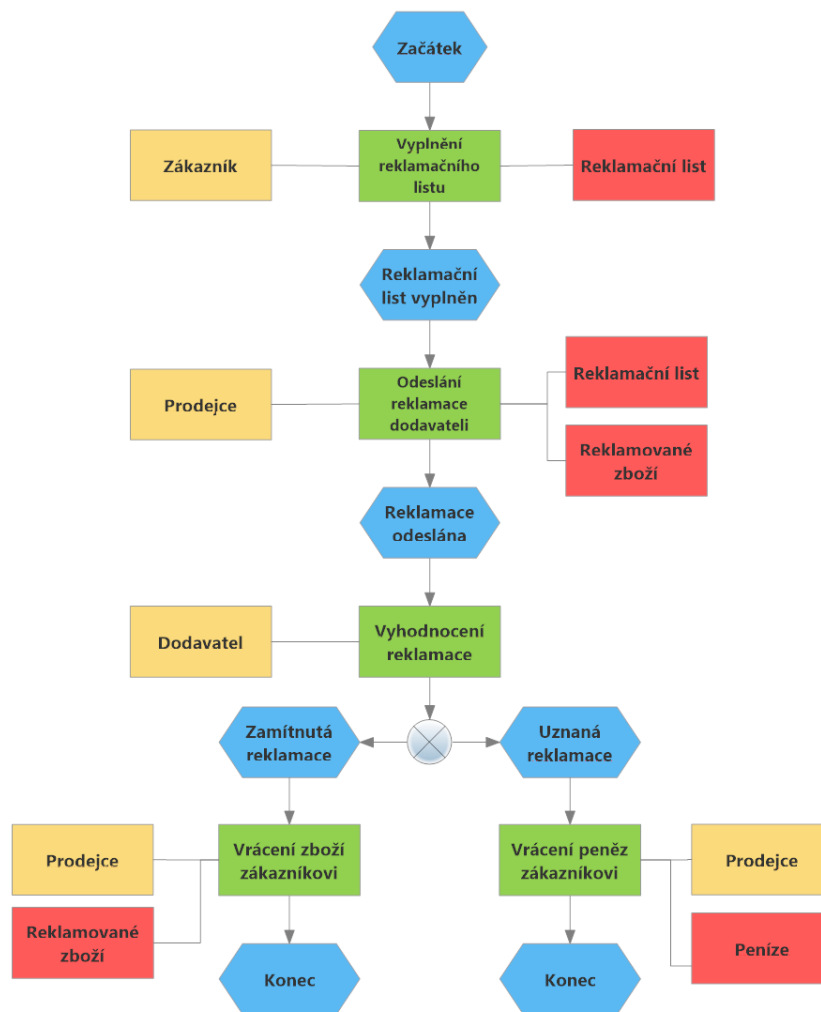 Začátek
Zákazník
Vyplnění
reklamačního
listu
Reklamační list
Reklamační
list vyplněn
Prodejce
Odeslání
reklamace
dodavateli
Reklamační list
Reklamované
zboží
Reklamace
odeslána
Dodavatel
Vyhodnocení
reklamace
Zamítnutá
reklamace
Uznaná
reklamace
Prodejce
Vrácení zboží
zákazníkovi
Vrácení peněz
zákazníkovi
Prodejce
Reklamované
zboží
Konec
Konec
Peníze